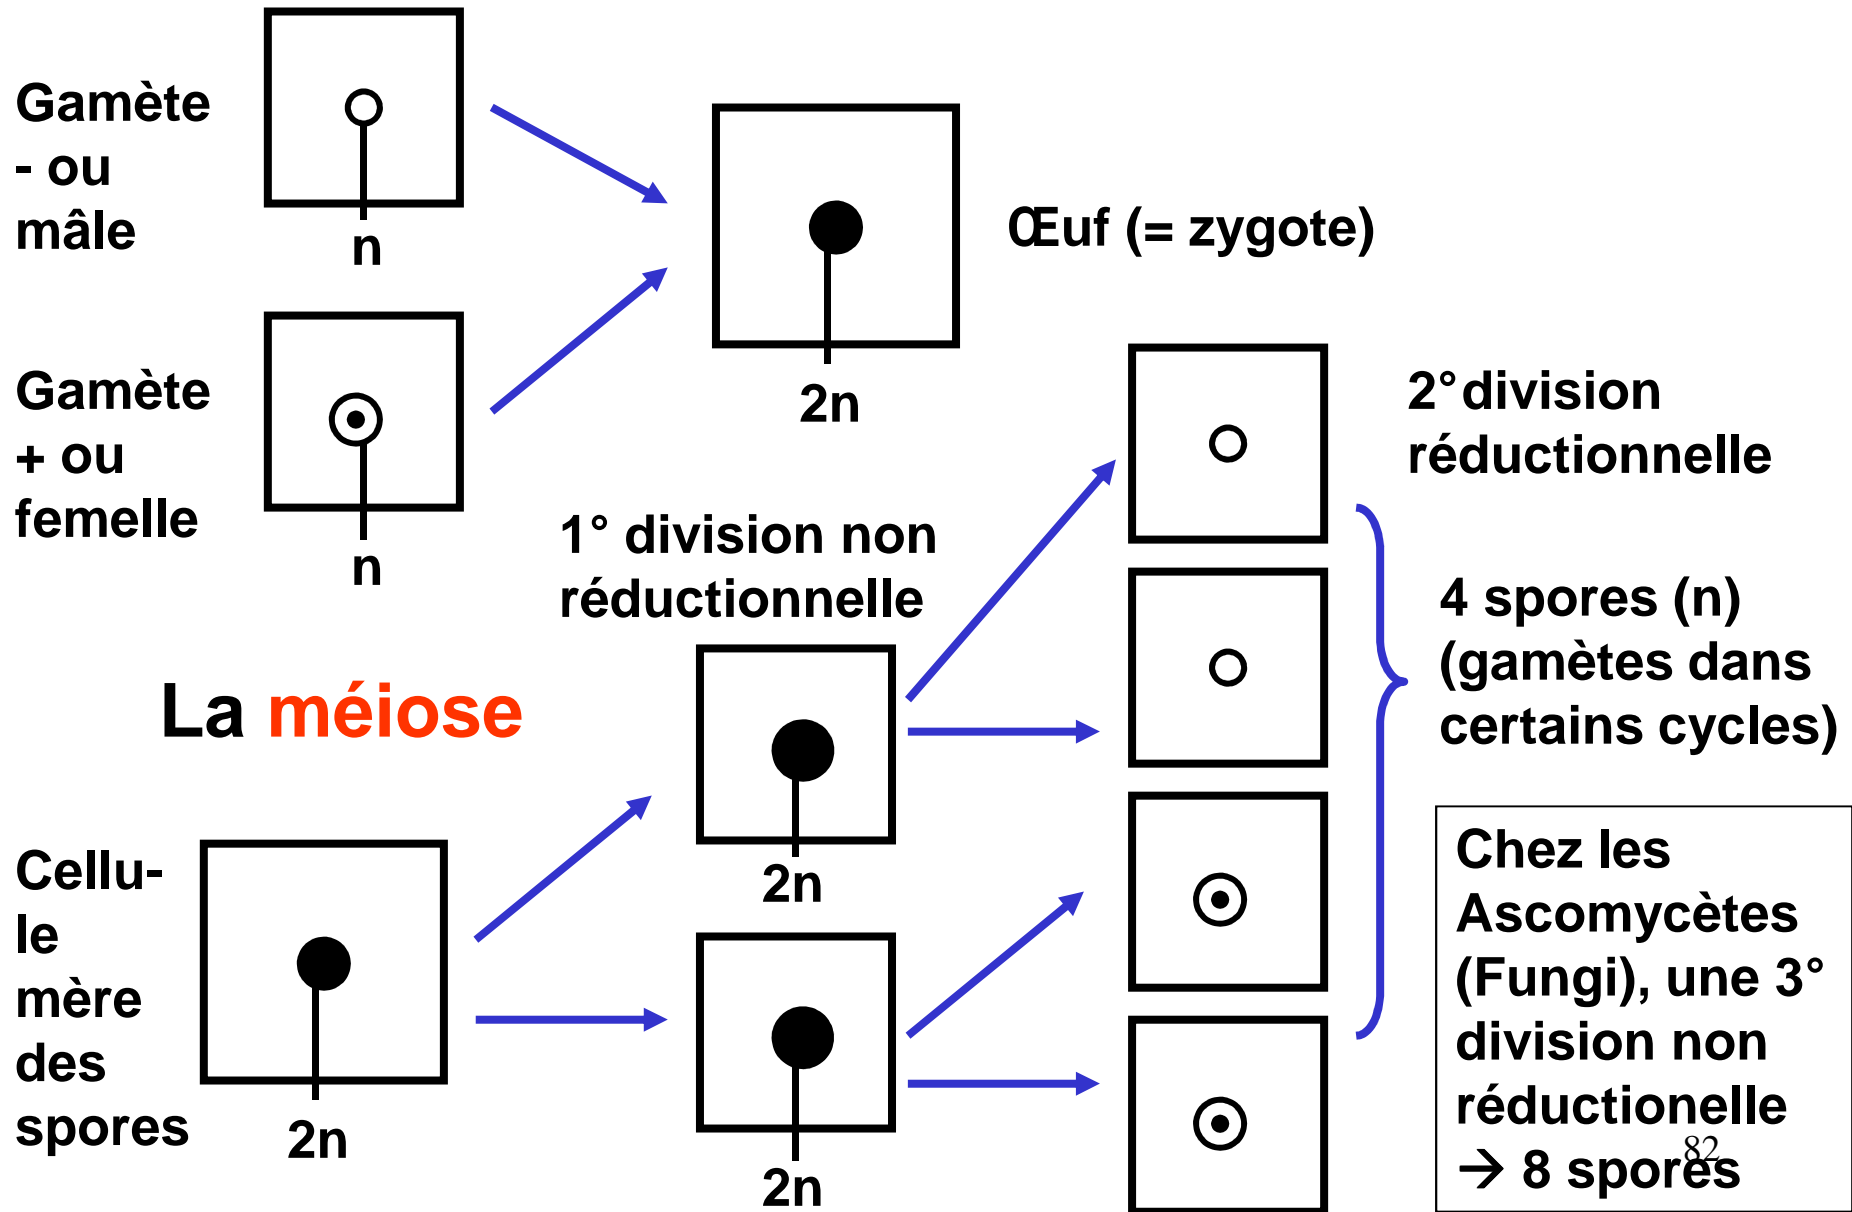 Gamète
- ou
mâle
n
Gamète
+ ou
femelle
n
2n
Œuf (= zygote)
La méiose
Cellu-
le
mère
des
spores
2n
1° division non
réductionnelle
2n
2n
2° division
réductionnelle
4 spores (n)
(gamètes dans
certains cycles)
Chez les
Ascomycètes
(Fungi), une 3°
division non
réductionelle
→ 8 spores
82